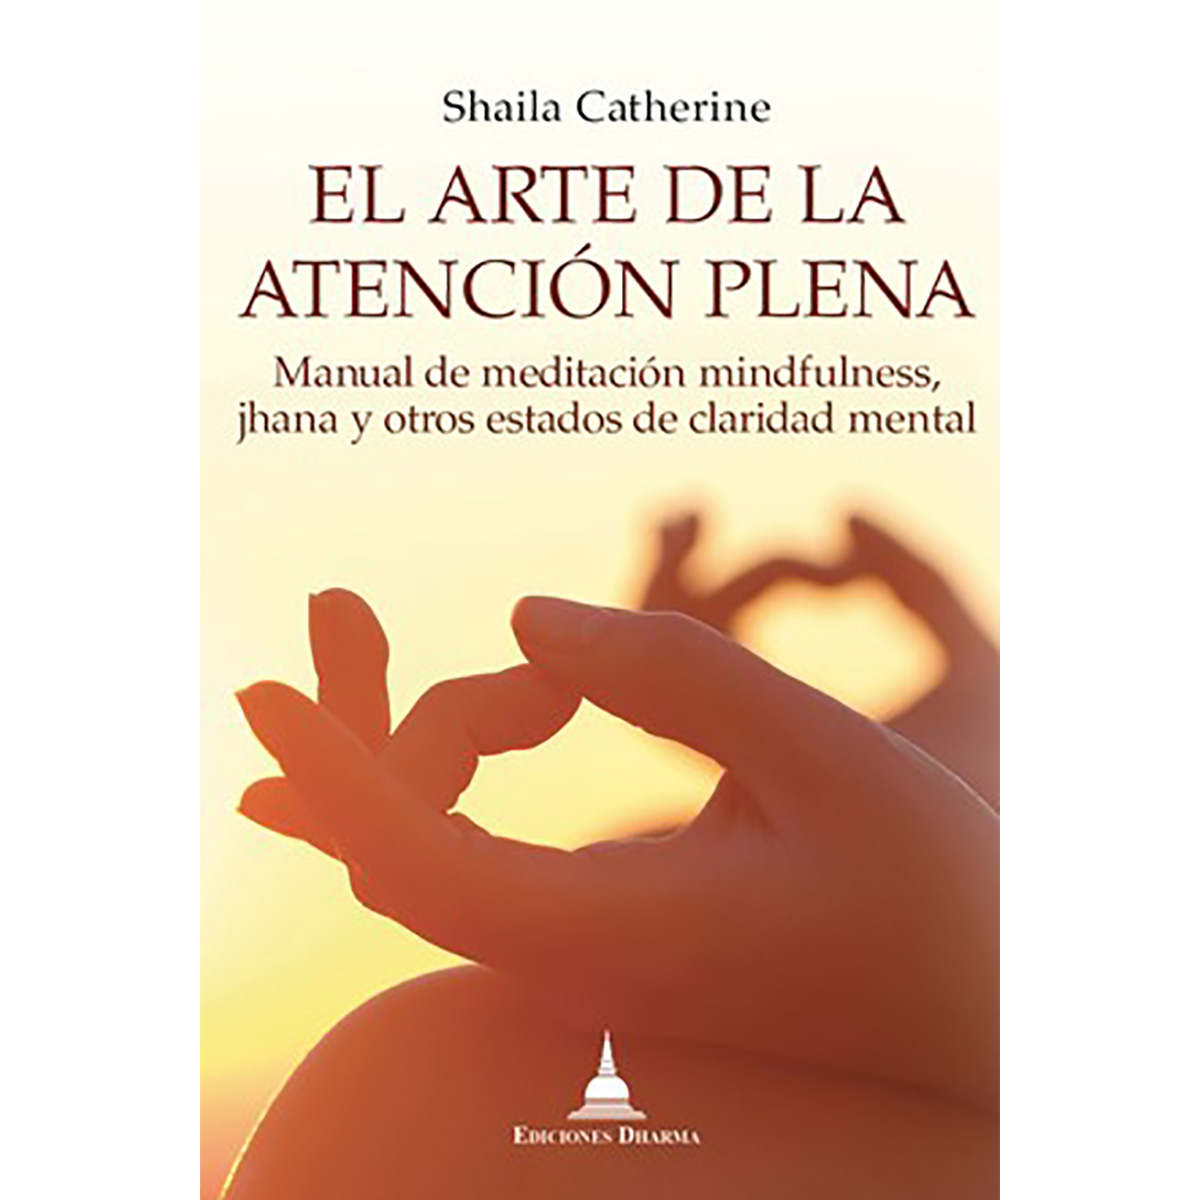 Shaila Catherine
EL ARTE DE LA
ATENCIÓN PLENA
Manual de meditación mindfulness,
jhana y otros estados de claridad mental
EDICIONES DHARMA